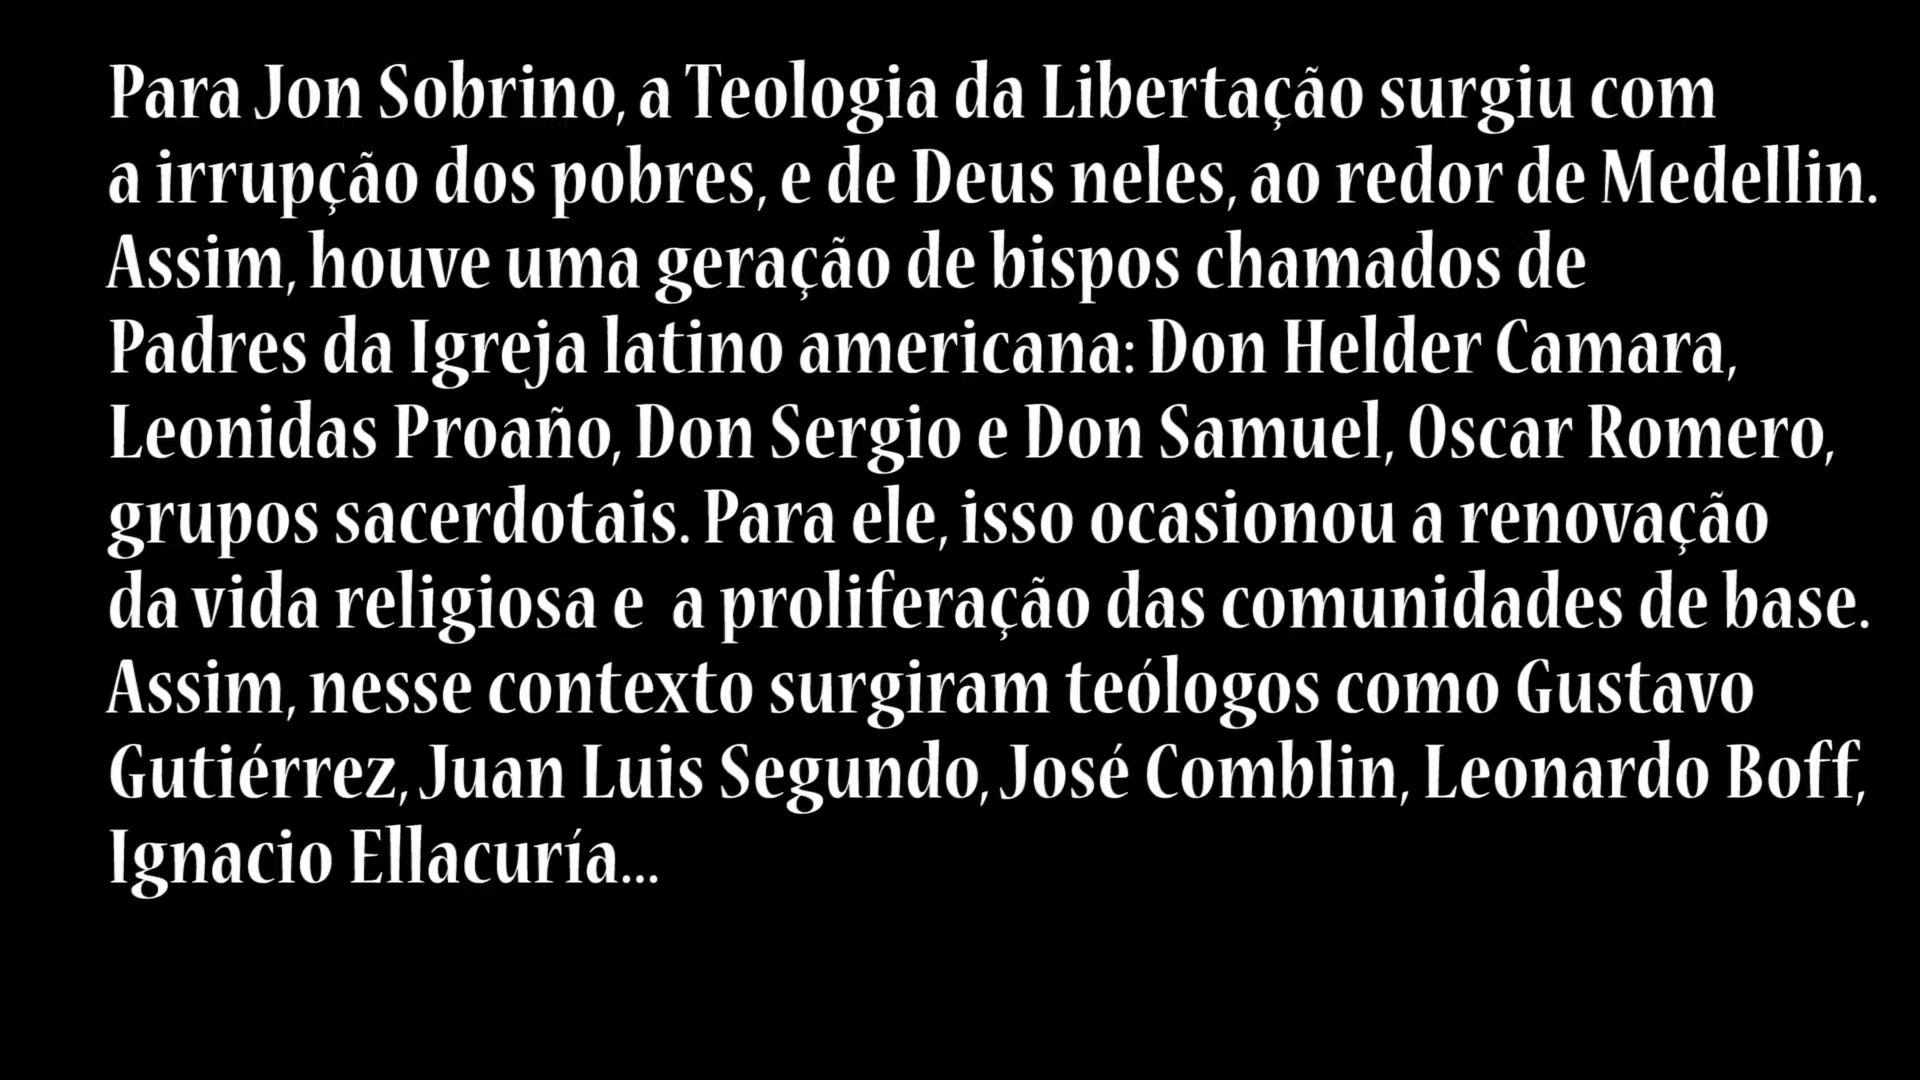 Para Jon Sobrino, a Teologia da Libertação surgiu com
a irrupção dos pobres, e de Deus neles, ao redor de Medellin.
Assim, houve uma geração de bispos chamados de
Padres da Igreja latino americana: Don Helder Camara,
Leonidas Proaño, Don Sergio e Don Samuel, Oscar Romero,
grupos sacerdotais. Para ele, isso ocasionou a renovação
da vida religiosa e  a proliferação das comunidades de base.
Assim, nesse contexto surgiram teólogos como Gustavo
Gutiérrez, Juan Luis Segundo, José Comblin, Leonardo Boff,
Ignacio Ellacuría...